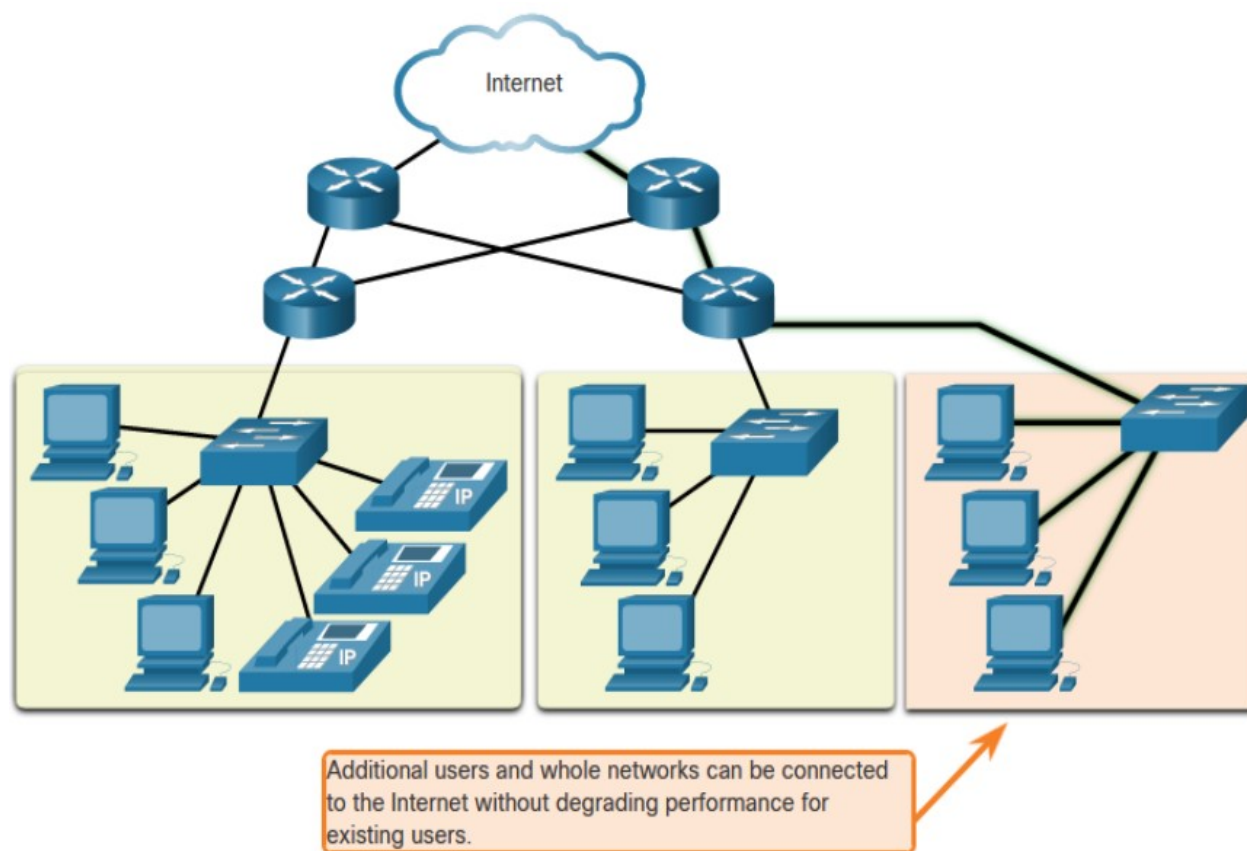 Internet
IP
IP
IP
Additional users and whole networks can be connected
to the Internet without degrading performance for
existing users.